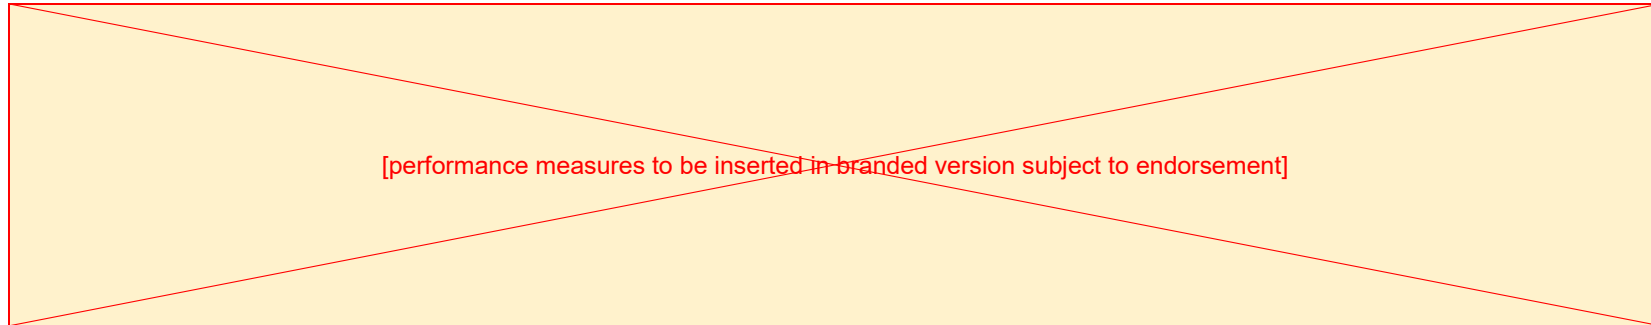 [performance measures to be inserted in branded version subject to endorsement]